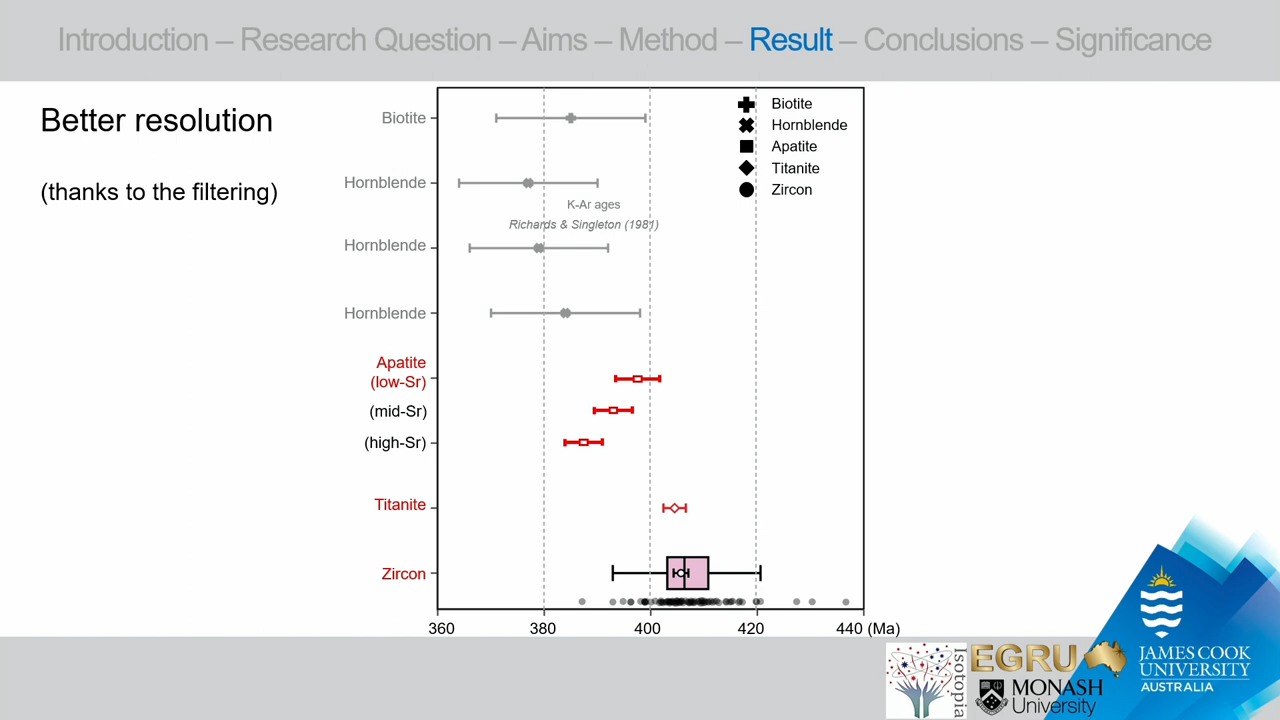 Introduction – Research Question – Aims – Method – Result – Conclusions – Significance
Better resolution
(thanks to the filtering)
Biotite
Hornblende
Hornblende
Hornblende
Apatite
(low-Sr)
(mid-Sr)
(high-Sr)
Titanite
Zircon
K-Ar ages
Richards & Singleton (1981)
Biotite
Hornblende
Apatite
Titanite
Zircon
360 380 400 420 440 (Ma)
Isotopia
EGRU
MONASH
University
JAMES COOK
UNIVERSITY
AUSTRALIA